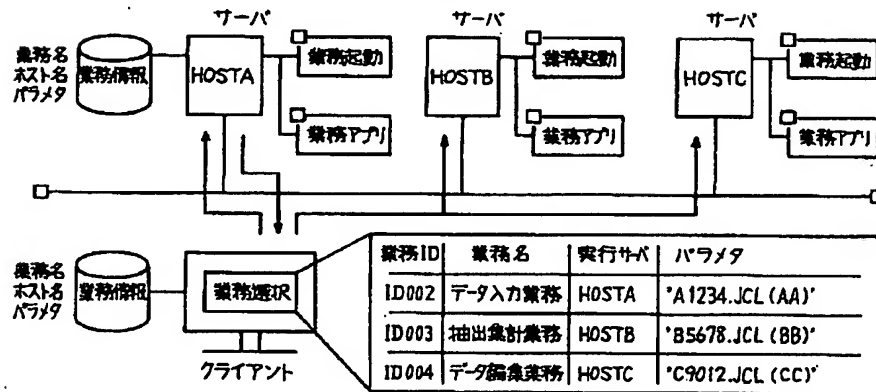 サーバ
サーバ
サーバ
業務名
ホスト名
パラメタ
業務情報
HOSTA
業務起動
業務アプリ
HOSTB
業務起動
業務アプリ
HOSTC
業務起動
業務アプリ
業務名
ホスト名
パラメタ
業務情報
業務選択
クライアント
業務ID 業務名 実行サーバ パラメタ
ID002 データ入力業務 HOSTA "A1234.JCL(AA)"
ID003 抽出集計業務 HOSTB "B5678.JCL(BB)"
ID004 データ編集業務 HOSTC "C9012.JCL(CC)"